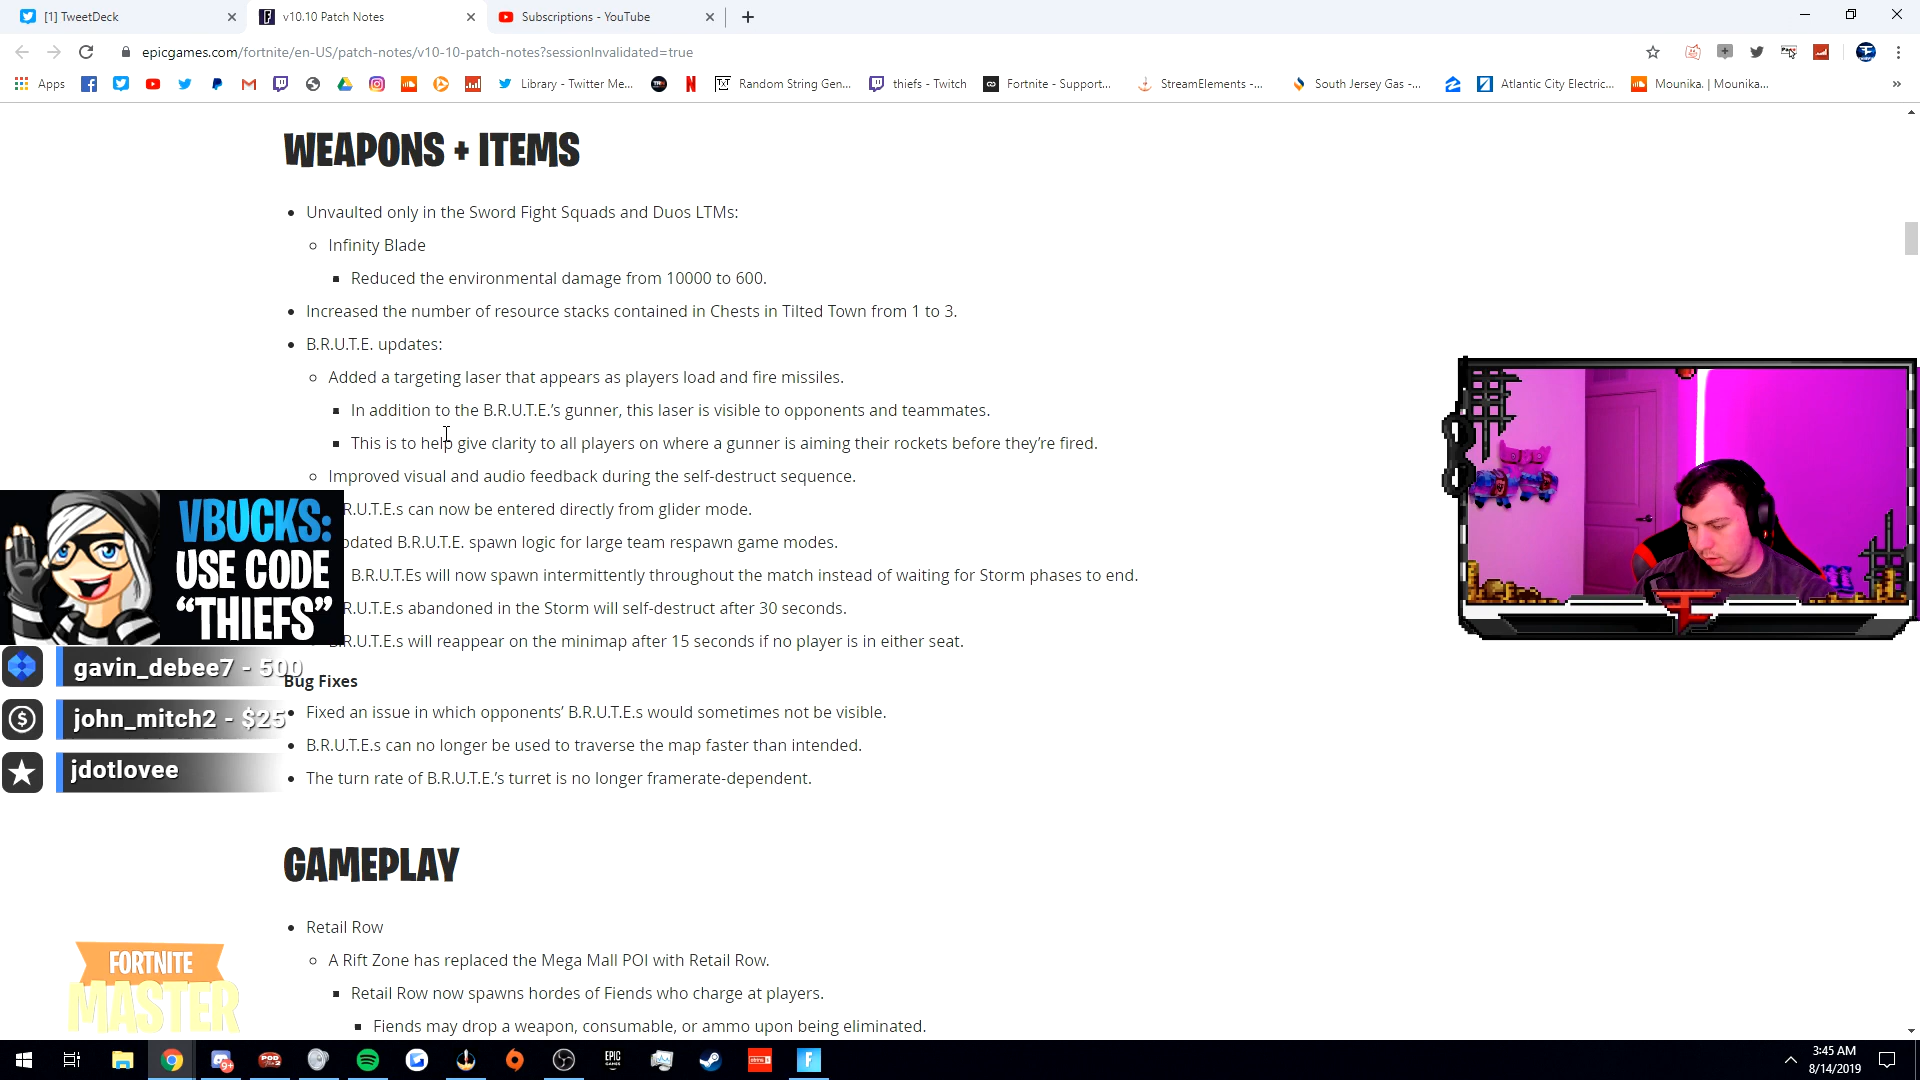 [1] TweetDeck
v10.10 Patch Notes
Subscriptions - YouTube
epicgames.com/fortnite/en-US/patch-notes/v10-10-patch-notes?sessionInvalidated=true
Apps
Library - Twitter Me...
Random String Gen...
thiefs - Twitch
Fortnite - Support...
StreamElements -...
South Jersey Gas -...
Atlantic City Electric...
Mounika. | Mounika...
WEAPONS + ITEMS
• Unvaulted only in the Sword Fight Squads and Duos LTMs:
Infinity Blade
Reduced the environmental damage from 10000 to 600.
• Increased the number of resource stacks contained in Chests in Tilted Town from 1 to 3.
• B.R.U.T.E. updates:
Added a targeting laser that appears as players load and fire missiles.
In addition to the B.R.U.T.E.’s gunner, this laser is visible to opponents and teammates.
This is to help give clarity to all players on where a gunner is aiming their rockets before they’re fired.
Improved visual and audio feedback during the self-destruct sequence.
R.U.T.E.s can now be entered directly from glider mode.
pdated B.R.U.T.E. spawn logic for large team respawn game modes.
B.R.U.T.Es will now spawn intermittently throughout the match instead of waiting for Storm phases to end.
R.U.T.E.s abandoned in the Storm will self-destruct after 30 seconds.
B.R.U.T.E.s will reappear on the minimap after 15 seconds if no player is in either seat.
VBUCKS:
USE CODE
“THIEFS”
gavin_debee7 - 500
john_mitch2 - $25
jdotlovee
Bug Fixes
• Fixed an issue in which opponents’ B.R.U.T.E.s would sometimes not be visible.
• B.R.U.T.E.s can no longer be used to traverse the map faster than intended.
• The turn rate of B.R.U.T.E.’s turret is no longer framerate-dependent.
GAMEPLAY
• Retail Row
A Rift Zone has replaced the Mega Mall POI with Retail Row.
Retail Row now spawns hordes of Fiends who charge at players.
Fiends may drop a weapon, consumable, or ammo upon being eliminated.
FORTNITE
MASTER
EPIC
GAMES
3:45 AM
8/14/2019